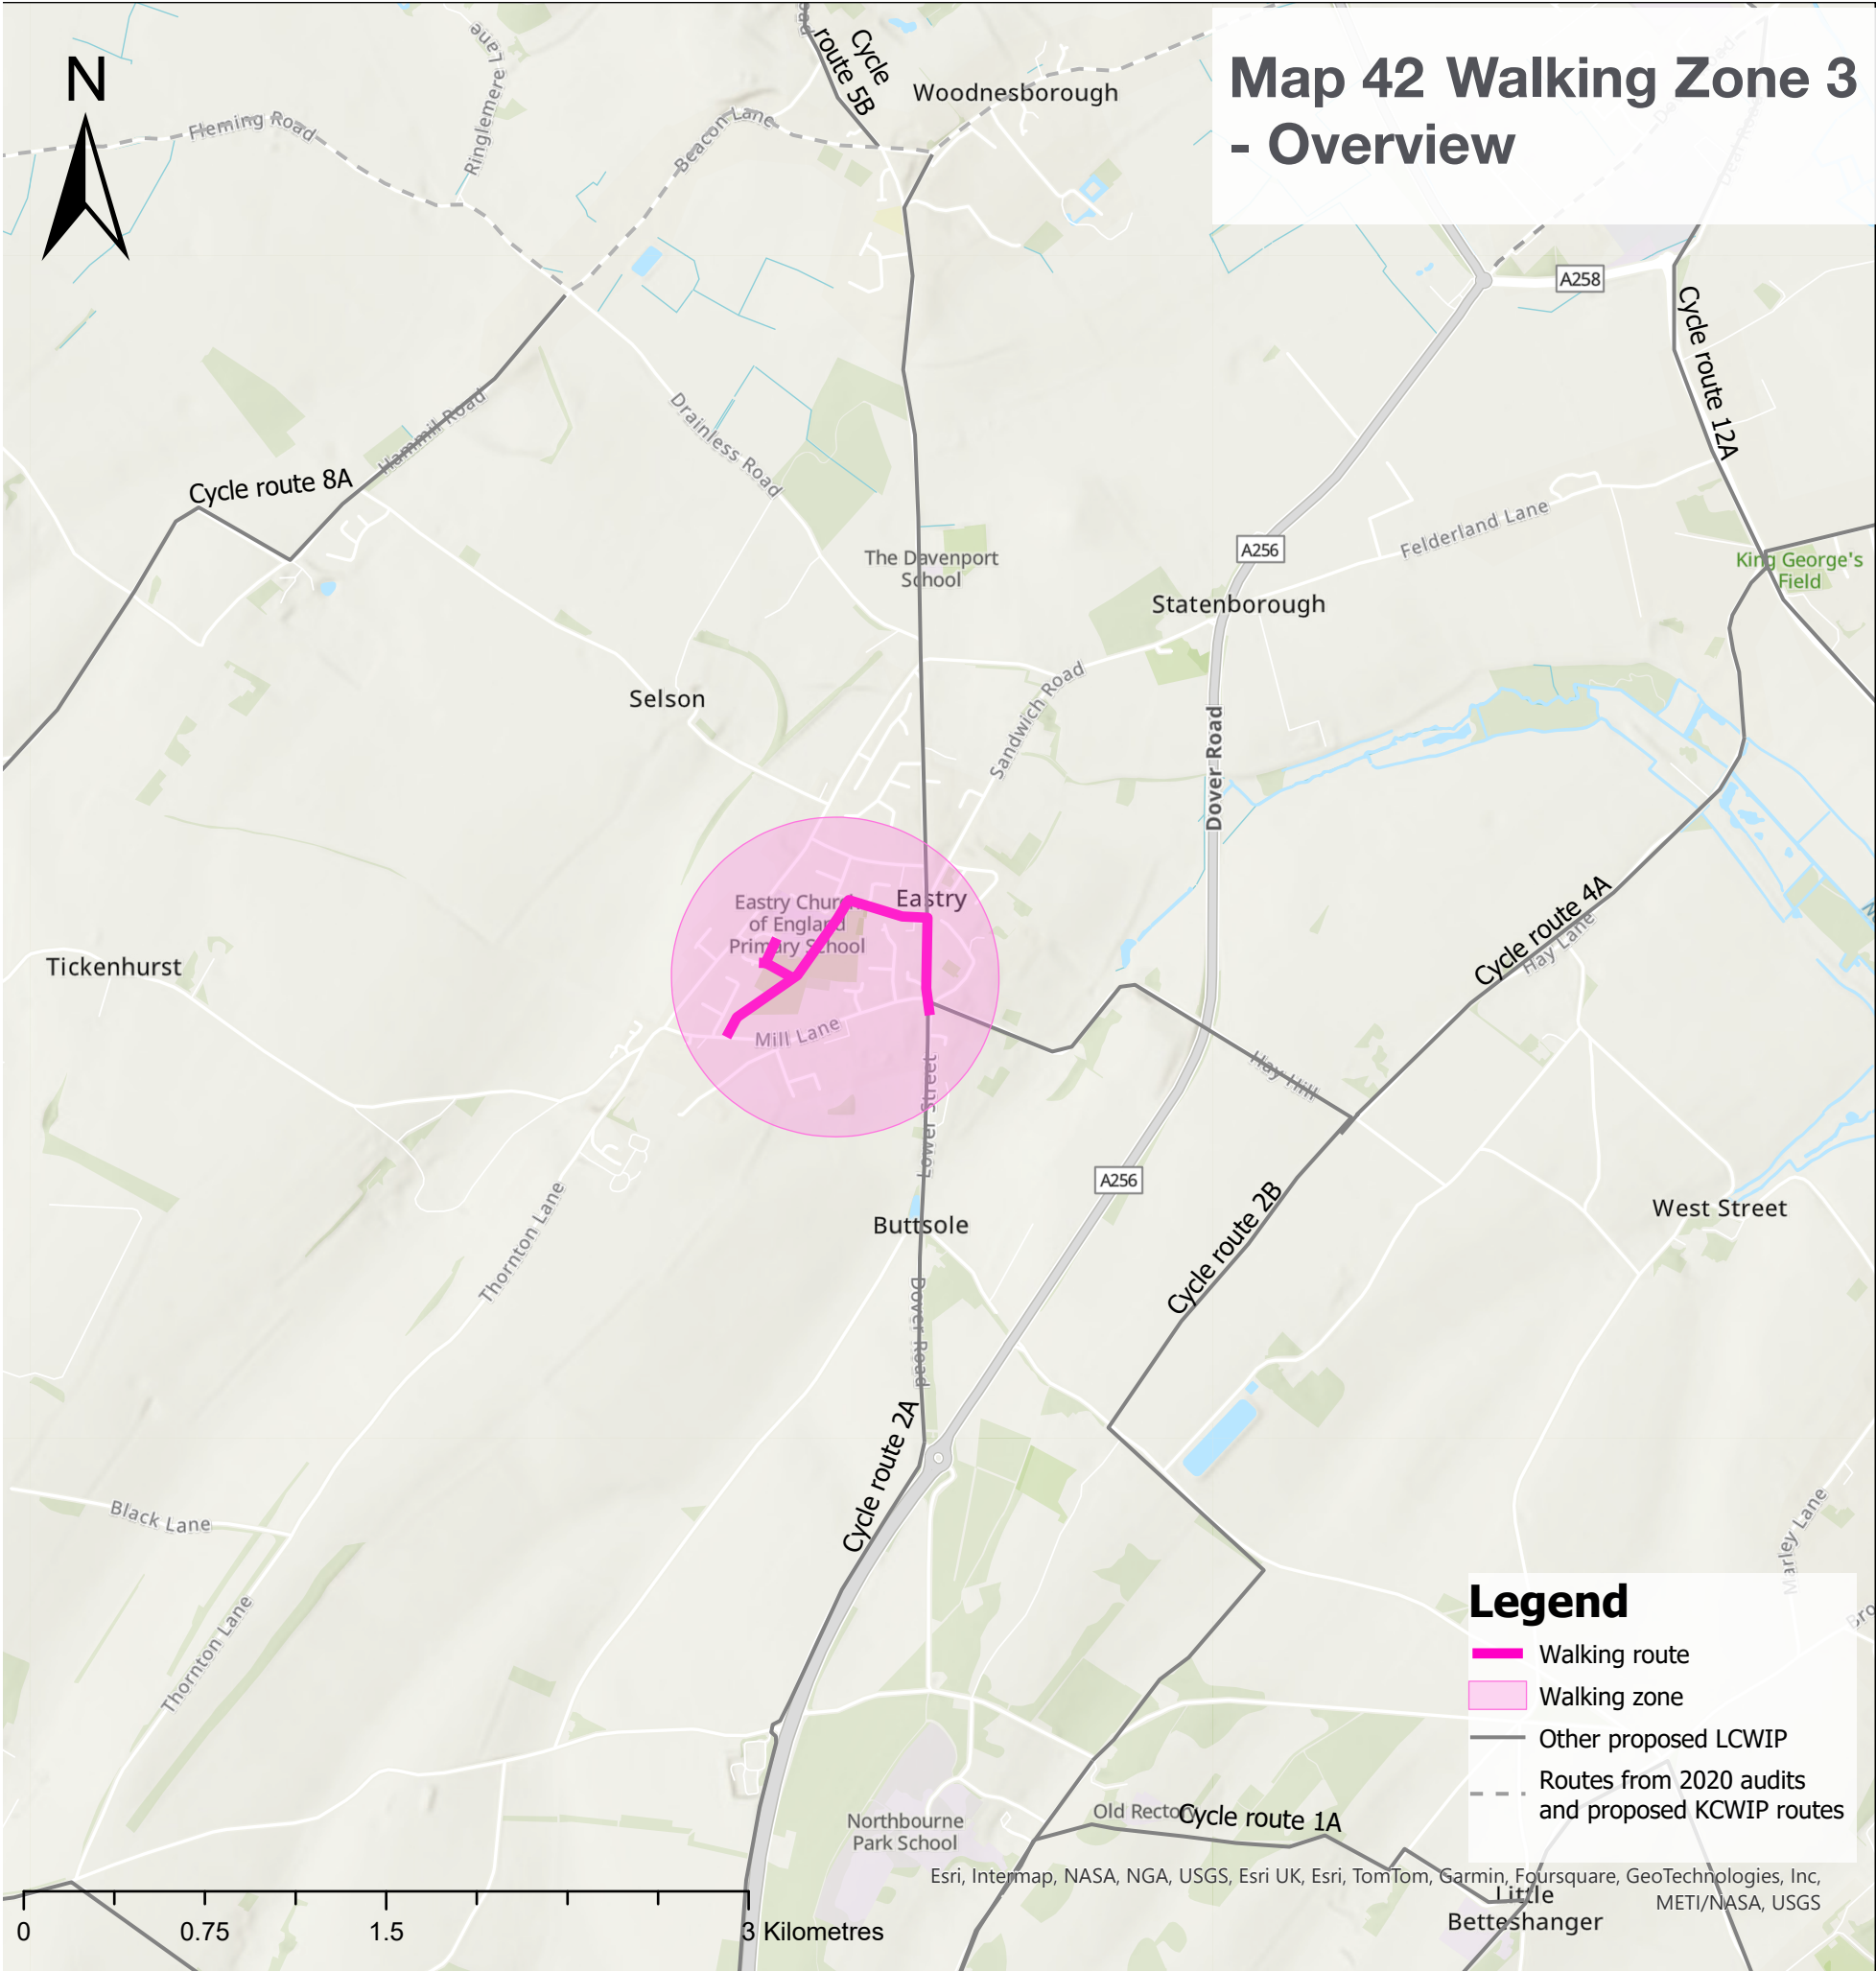 Map 42 Walking Zone 3
- Overview
N
Cycle
route 5B
Woodnesborough
Ringlemere Lane
Fleming Road
Beacon Lane
A258
Cycle route 12A
Hammil Road
Drainless Road
Cycle route 8A
Felderland Lane
A256
The Davenport
School
King George's
Field
Statenborough
Selson
Sandwich Road
Dover Road
Eastry Church
of England
Primary School
Eastry
Cycle route 4A
Hay Lane
Tickenhurst
Mill Lane
Hay Hill
Lower Street
A256
Thornton Lane
Buttsole
Cycle route 2B
West Street
Dover Road
Cycle route 2A
Black Lane
Marley Lane
Thornton Lane
Legend
Walking route
Walking zone
Other proposed LCWIP
Routes from 2020 audits
and proposed KCWIP routes
Northbourne
Park School
Old Rectory
Cycle route 1A
Esri, Intermap, NASA, NGA, USGS, Esri UK, Esri, TomTom, Garmin, Foursquare, GeoTechnologies, Inc,
METI/NASA, USGS
Little
Betteshanger
0 0.75 1.5 3 Kilometres